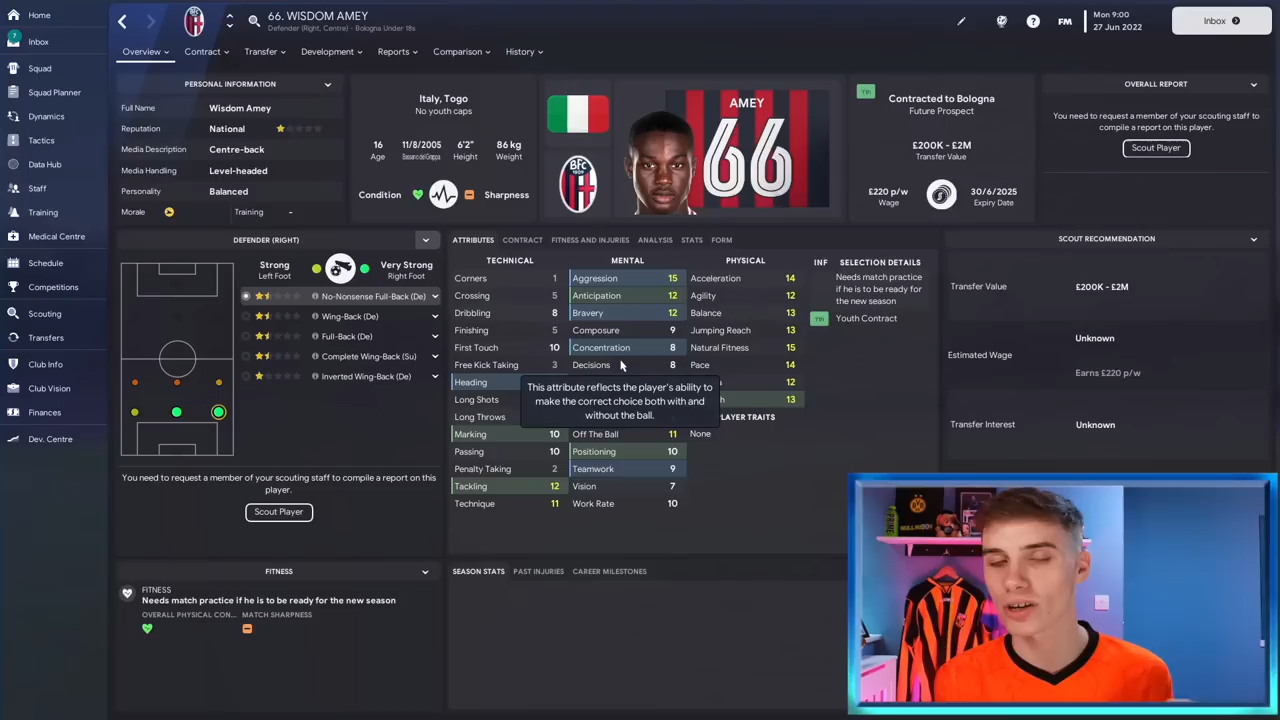 Home
Inbox
7
Squad
Squad Planner
Dynamics
Tactics
Data Hub
Staff
Training
Medical Centre
Schedule
Competitions
Scouting
Transfers
Club Info
Club Vision
Finances
Dev. Centre
66. WISDOM AMEY
Defender (Right, Centre) - Bologna Under 18s
FM
Mon 9:00
27 Jun 2022
Inbox
Overview
Contract
Transfer
Development
Reports
Comparison
History
PERSONAL INFORMATION
Full Name Wisdom Amey
Reputation National
Media Description Centre-back
Media Handling Level-headed
Personality Balanced
Morale Training -
Italy, Togo
No youth caps
16 11/8/2005 6'2" 86 kg
Age Height Weight
Condition Sharpness
BFC
1909
AMEY
66
Yth
Contracted to Bologna
Future Prospect
£200K - £2M
Transfer Value
£220 p/w 30/6/2025
Wage Expiry Date
OVERALL REPORT
You need to request a member of your scouting staff to
compile a report on this player.
Scout Player
DEFENDER (RIGHT)
Strong Very Strong
Left Foot Right Foot
No-Nonsense Full-Back (De)
Wing-Back (De)
Full-Back (De)
Complete Wing-Back (Su)
Inverted Wing-Back (De)
You need to request a member of your scouting staff to compile a report on this
player.
Scout Player
ATTRIBUTES CONTRACT FITNESS AND INJURIES ANALYSIS STATS FORM
TECHNICAL
Corners 1
Crossing 5
Dribbling 8
Finishing 5
First Touch 10
Free Kick Taking 3
Heading
Long Shots
Long Throws
Marking 10
Passing 10
Penalty Taking 2
Tackling 12
Technique 11
MENTAL
Aggression 15
Anticipation 12
Bravery 12
Composure 9
Concentration 8
Decisions 8
This attribute reflects the player's ability to
make the correct choice both with and
without the ball.
Off The Ball 11
Positioning 10
Teamwork 9
Vision 7
Work Rate 10
PHYSICAL
Acceleration 14
Agility 12
Balance 13
Jumping Reach 13
Natural Fitness 15
Pace 14
12
13
None
INF SELECTION DETAILS
Needs match practice
if he is to be ready for
the new season
Yth Youth Contract
SCOUT RECOMMENDATION
Transfer Value £200K - £2M
Unknown
Estimated Wage
Earns £220 p/w
Transfer Interest Unknown
FITNESS
FITNESS
Needs match practice if he is to be ready for the new season
OVERALL PHYSICAL CON... MATCH SHARPNESS
SEASON STATS PAST INJURIES CAREER MILESTONES